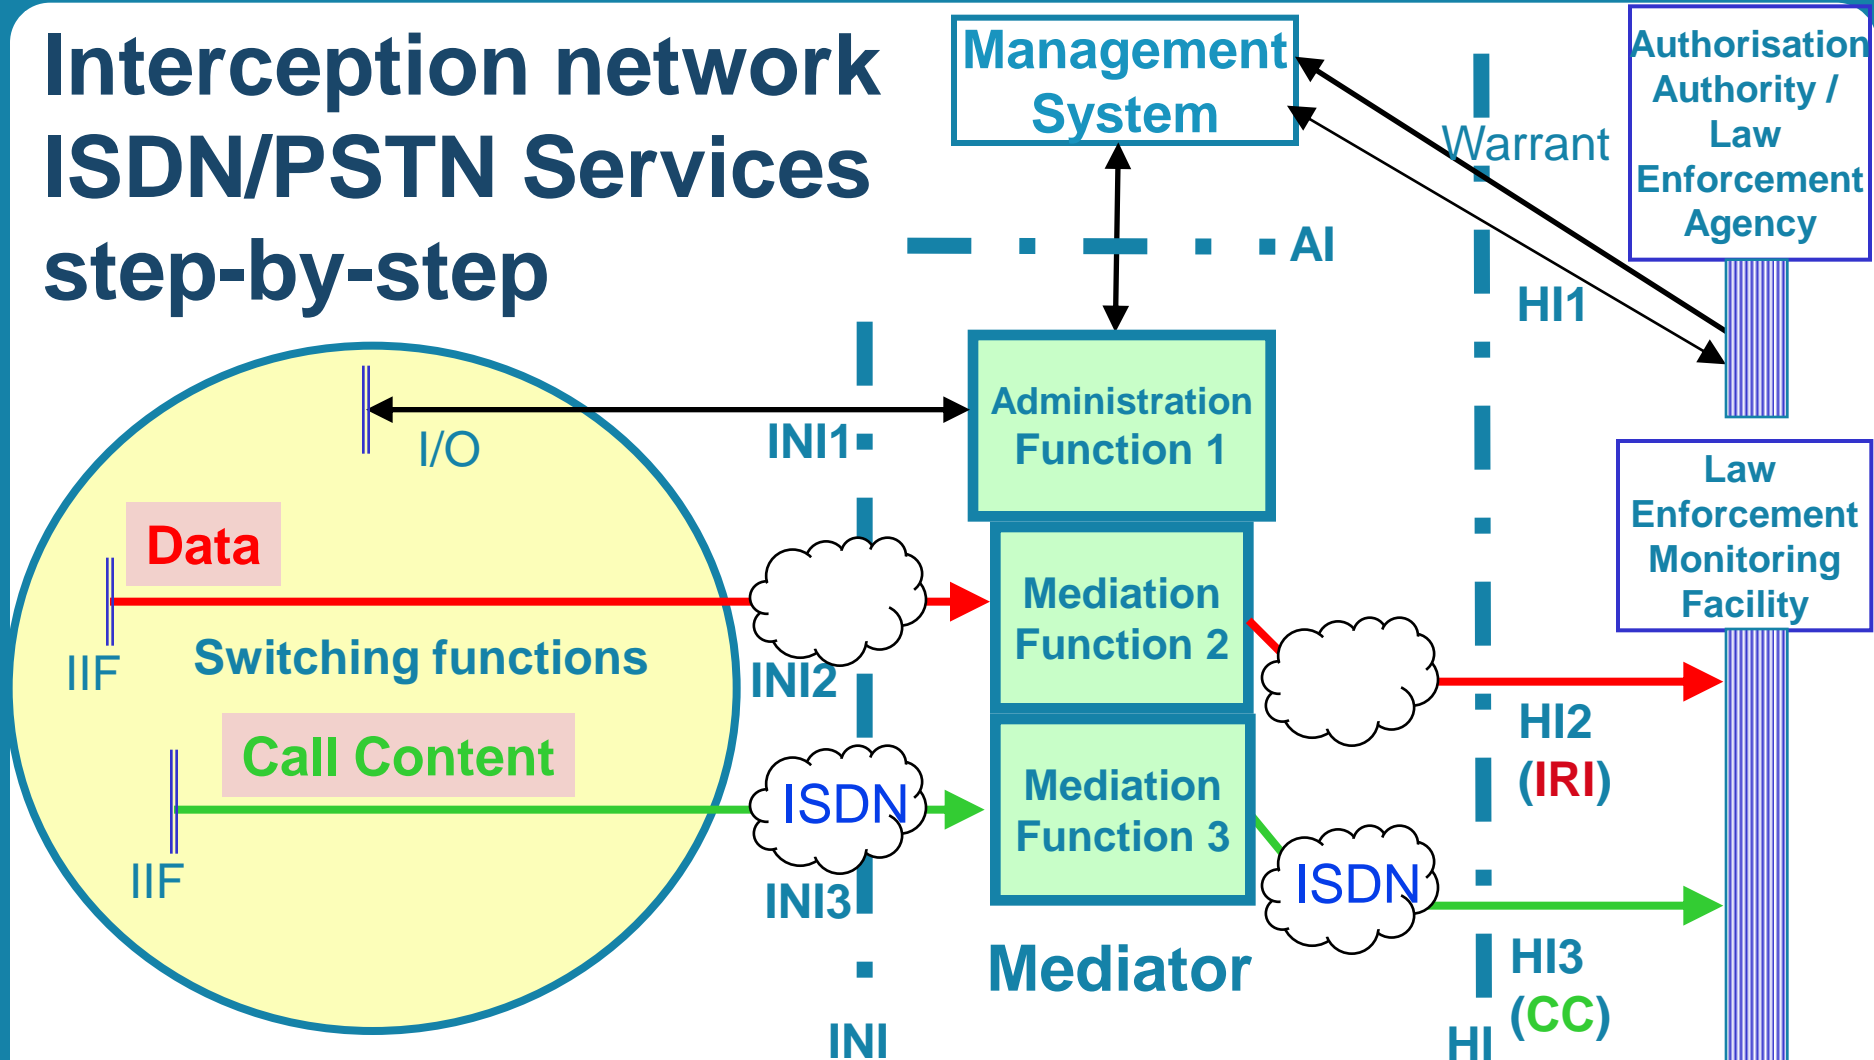 Interception network
ISDN/PSTN Services
step-by-step
Management
System
Warrant
Authorisation
Authority /
Law
Enforcement
Agency
AI
HI1
I/O
INI1
Administration
Function 1
Data
IIF
Switching functions
INI2
Mediation
Function 2
Law
Enforcement
Monitoring
Facility
HI2
(IRI)
Call Content
IIF
ISDN
INI3
Mediation
Function 3
ISDN
HI3
(CC)
Mediator
INI
HI